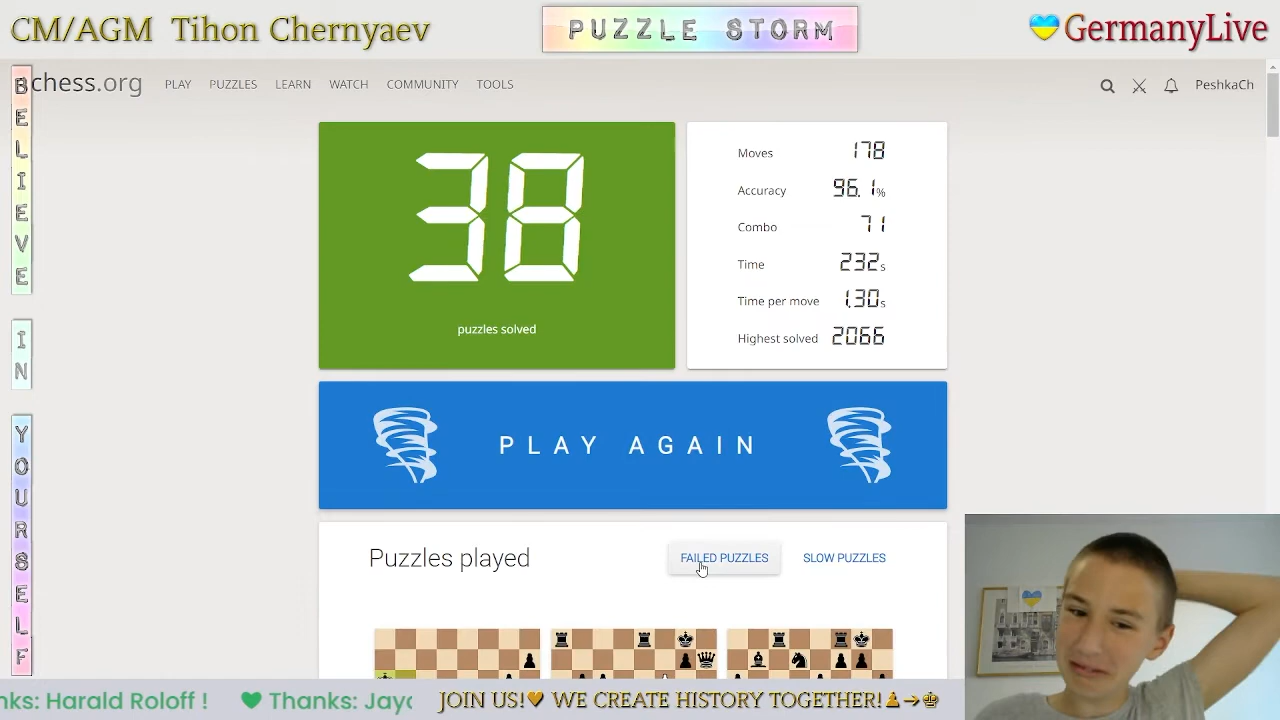 CM/AGM Tihon Chernyaev
PUZZLE STORM
GermanyLive
chess.org
PLAY
PUZZLES
LEARN
WATCH
COMMUNITY
TOOLS
PeshkaCh
BELIEVE
IN
YOURSELF
38
puzzles solved
Moves 178
Accuracy 96.1%
Combo 71
Time 232s
Time per move 1.30s
Highest solved 2066
PLAY AGAIN
Puzzles played
FAILED PUZZLES
SLOW PUZZLES
nks: Harald Roloff !
Thanks: Jayc
JOIN US! WE CREATE HISTORY TOGETHER!